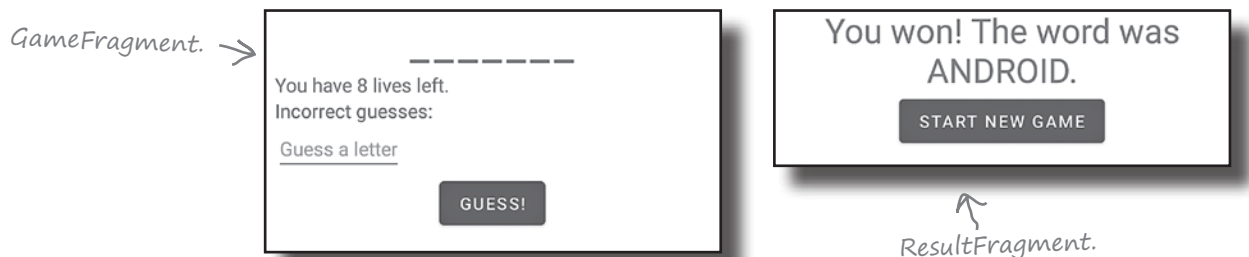 GameFragment.
_ _ _ _ _ _ _
You have 8 lives left.
Incorrect guesses:
Guess a letter
GUESS!
You won! The word was
ANDROID.
START NEW GAME
ResultFragment.